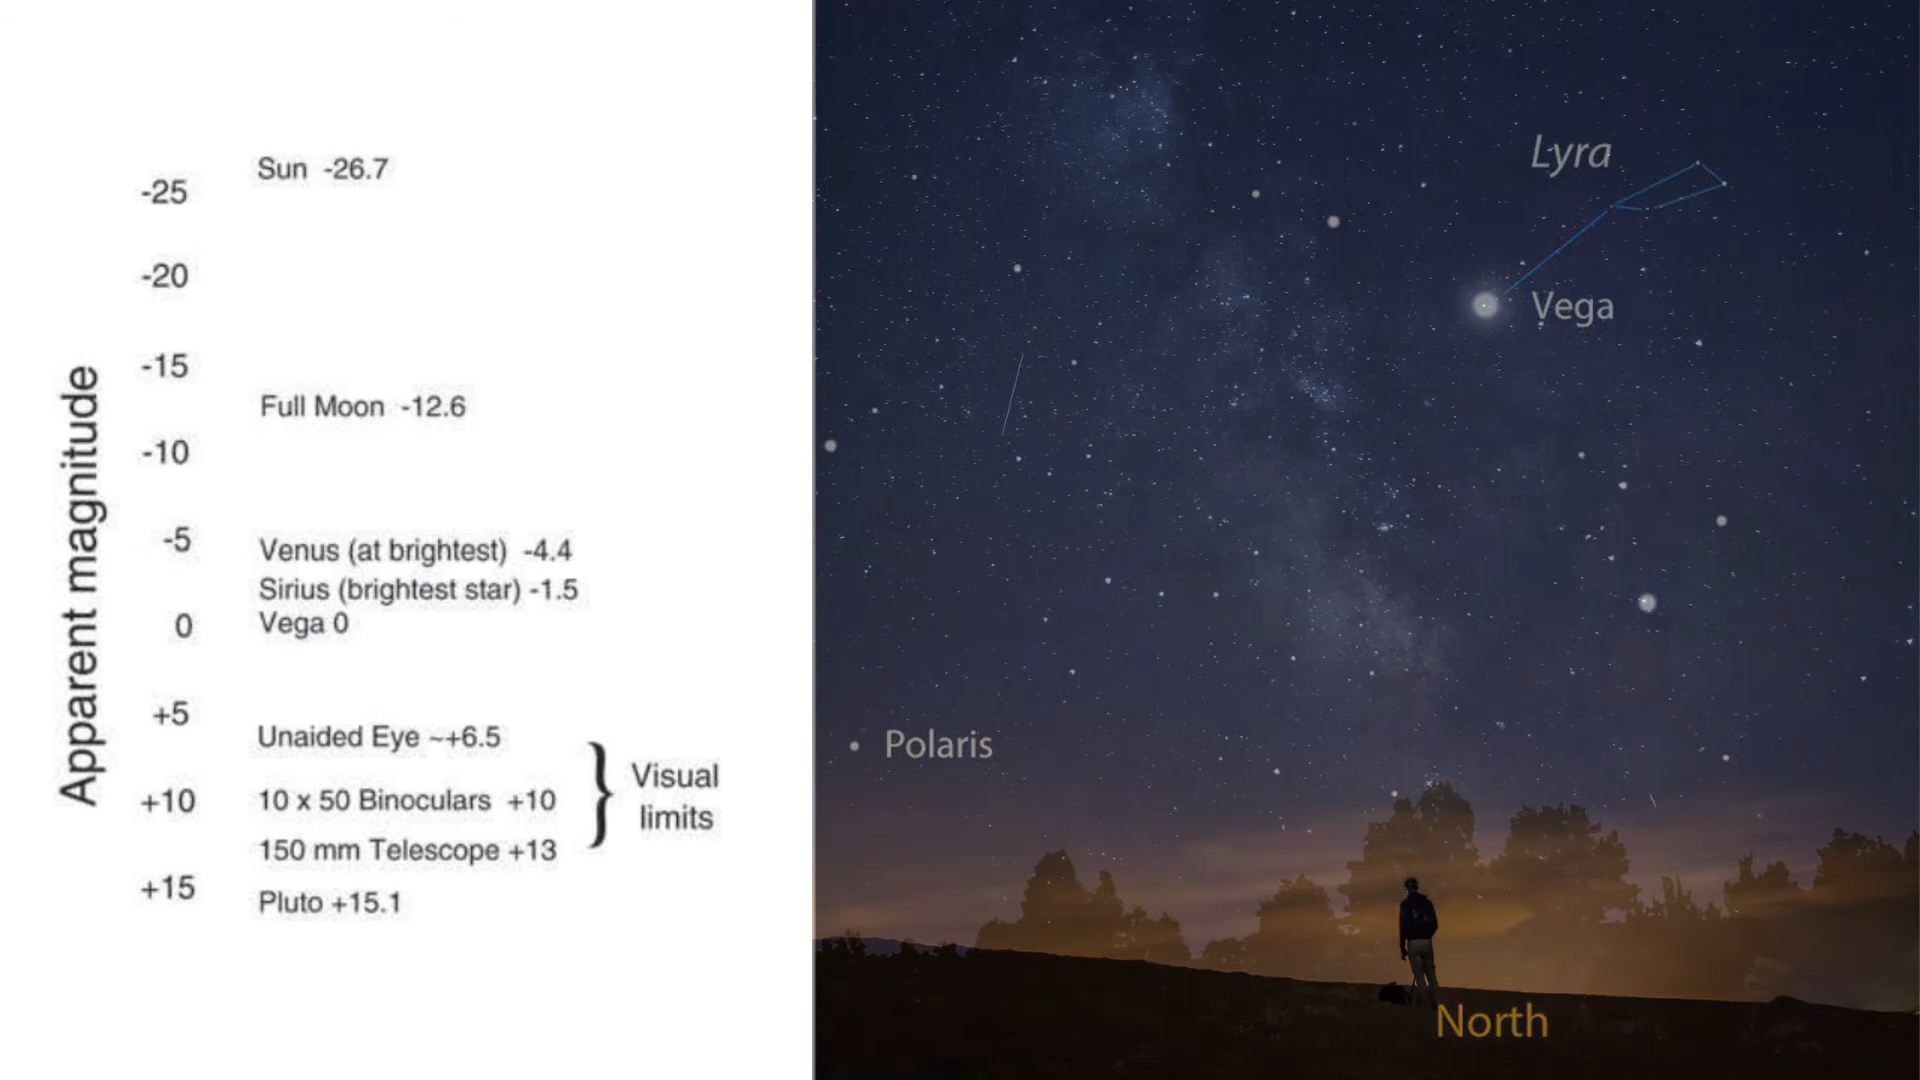 Apparent magnitude
-25
Sun -26.7
-20
-15
Full Moon -12.6
-10
-5
Venus (at brightest) -4.4
Sirius (brightest star) -1.5
0
Vega 0
+5
Unaided Eye ~+6.5
+10
10 x 50 Binoculars +10
150 mm Telescope +13
Visual
limits
+15
Pluto +15.1
Lyra
Vega
Polaris
North